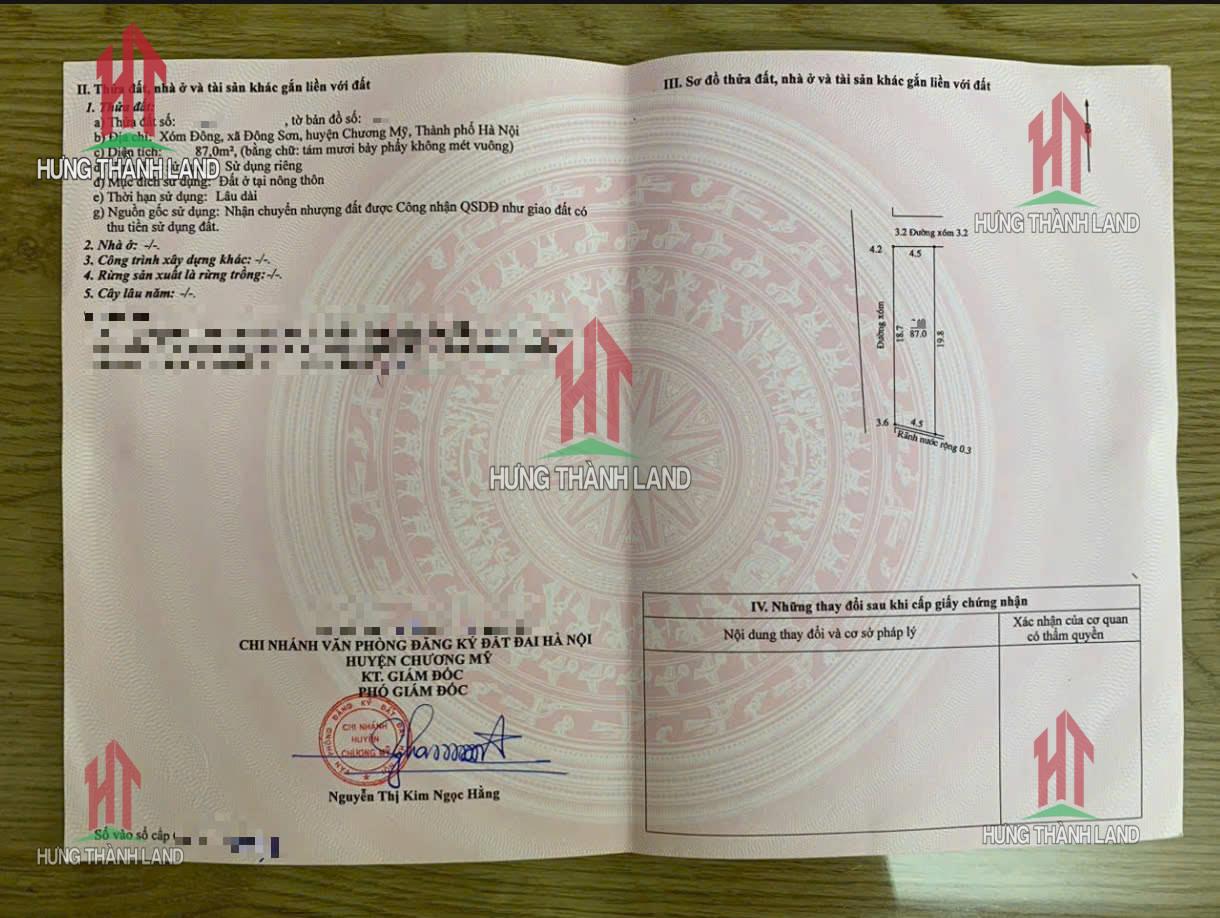 II. Thửa đất, nhà ở và tài sản khác gắn liền với đất
1. Thửa đất:
a) Thửa đất số: , tờ bản đồ số:
b) Địa chỉ: Xóm Đông, xã Đông Sơn, huyện Chương Mỹ, Thành phố Hà Nội
c) Diện tích: 87.0m², (bằng chữ: tám mươi bảy phẩy không mét vuông)
Sử dụng riêng
đ) Mục đích sử dụng: Đất ở tại nông thôn
e) Thời hạn sử dụng: Lâu dài
g) Nguồn gốc sử dụng: Nhận chuyển nhượng đất được Công nhận QSDĐ như giao đất có
thu tiền sử dụng đất.
2. Nhà ở: -/-.
3. Công trình xây dựng khác: -/-.
4. Rừng sản xuất là rừng trồng:-/-.
5. Cây lâu năm: -/-.
CHI NHÁNH VĂN PHÒNG ĐĂNG KÝ ĐẤT ĐAI HÀ NỘI
HUYỆN CHƯƠNG MỸ
KT. GIÁM ĐỐC
PHÓ GIÁM ĐỐC
VĂN PHÒNG ĐĂNG KÝ ĐẤT ĐAI
CHI NHÁNH
HUYỆN
CHƯƠNG MỸ
Nguyễn Thị Kim Ngọc Hằng
Số vào sổ cấp
III. Sơ đồ thửa đất, nhà ở và tài sản khác gắn liền với đất
B
3.2 Đường xóm 3.2
4.2
4.5
Đường xóm
18.7
87.0
19.8
3.6
4.5
Rãnh nước rộng 0.3
IV. Những thay đổi sau khi cấp giấy chứng nhận
Nội dung thay đổi và cơ sở pháp lý
Xác nhận của cơ quan
có thẩm quyền
HƯNG THÀNH LAND
HƯNG THÀNH LAND
HƯNG THÀNH LAND
HƯNG THÀNH LAND
HƯNG THÀNH LAND